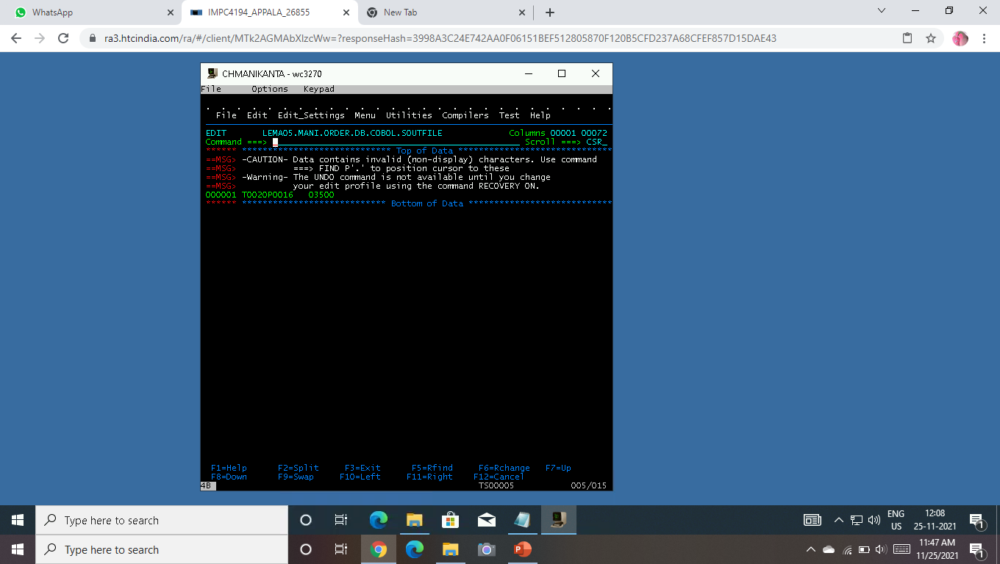 WhatsApp
IMPC4194_APPALA_26855
New Tab
ra3.htcindia.com/ra/#/client/MTk2AGMAbXlzcWw=?responseHash=3998A3C24E742AA0F06151BEF512805870F120B5CFD237A68CFEF857D15DAE43
CHMANIKANTA - wc3270
File Options Keypad
. . . . . . . . . . . . . . . . . . . . . . . . . . .
File Edit Edit_Settings Menu Utilities Compilers Test Help
EDIT LEMA05.MANI.ORDER.DB.COBOL.SOUTFILE Columns 00001 00072
Command ===> Scroll ===> CSR_
****** ***************************** Top of Data ******************************
==MSG> -CAUTION- Data contains invalid (non-display) characters. Use command
==MSG> ===> FIND P'.' to position cursor to these
==MSG> -Warning- The UNDO command is not available until you change
==MSG> your edit profile using the command RECOVERY ON.
000001 T0020P0016 03500
****** **************************** Bottom of Data ****************************
F1=Help F2=Split F3=Exit F5=Rfind F6=Rchange F7=Up
F8=Down F9=Swap F10=Left F11=Right F12=Cancel
4B TS00005 005/015
Type here to search
ENG
US
12:08
25-11-2021
1
Type here to search
11:47 AM
11/25/2021
1